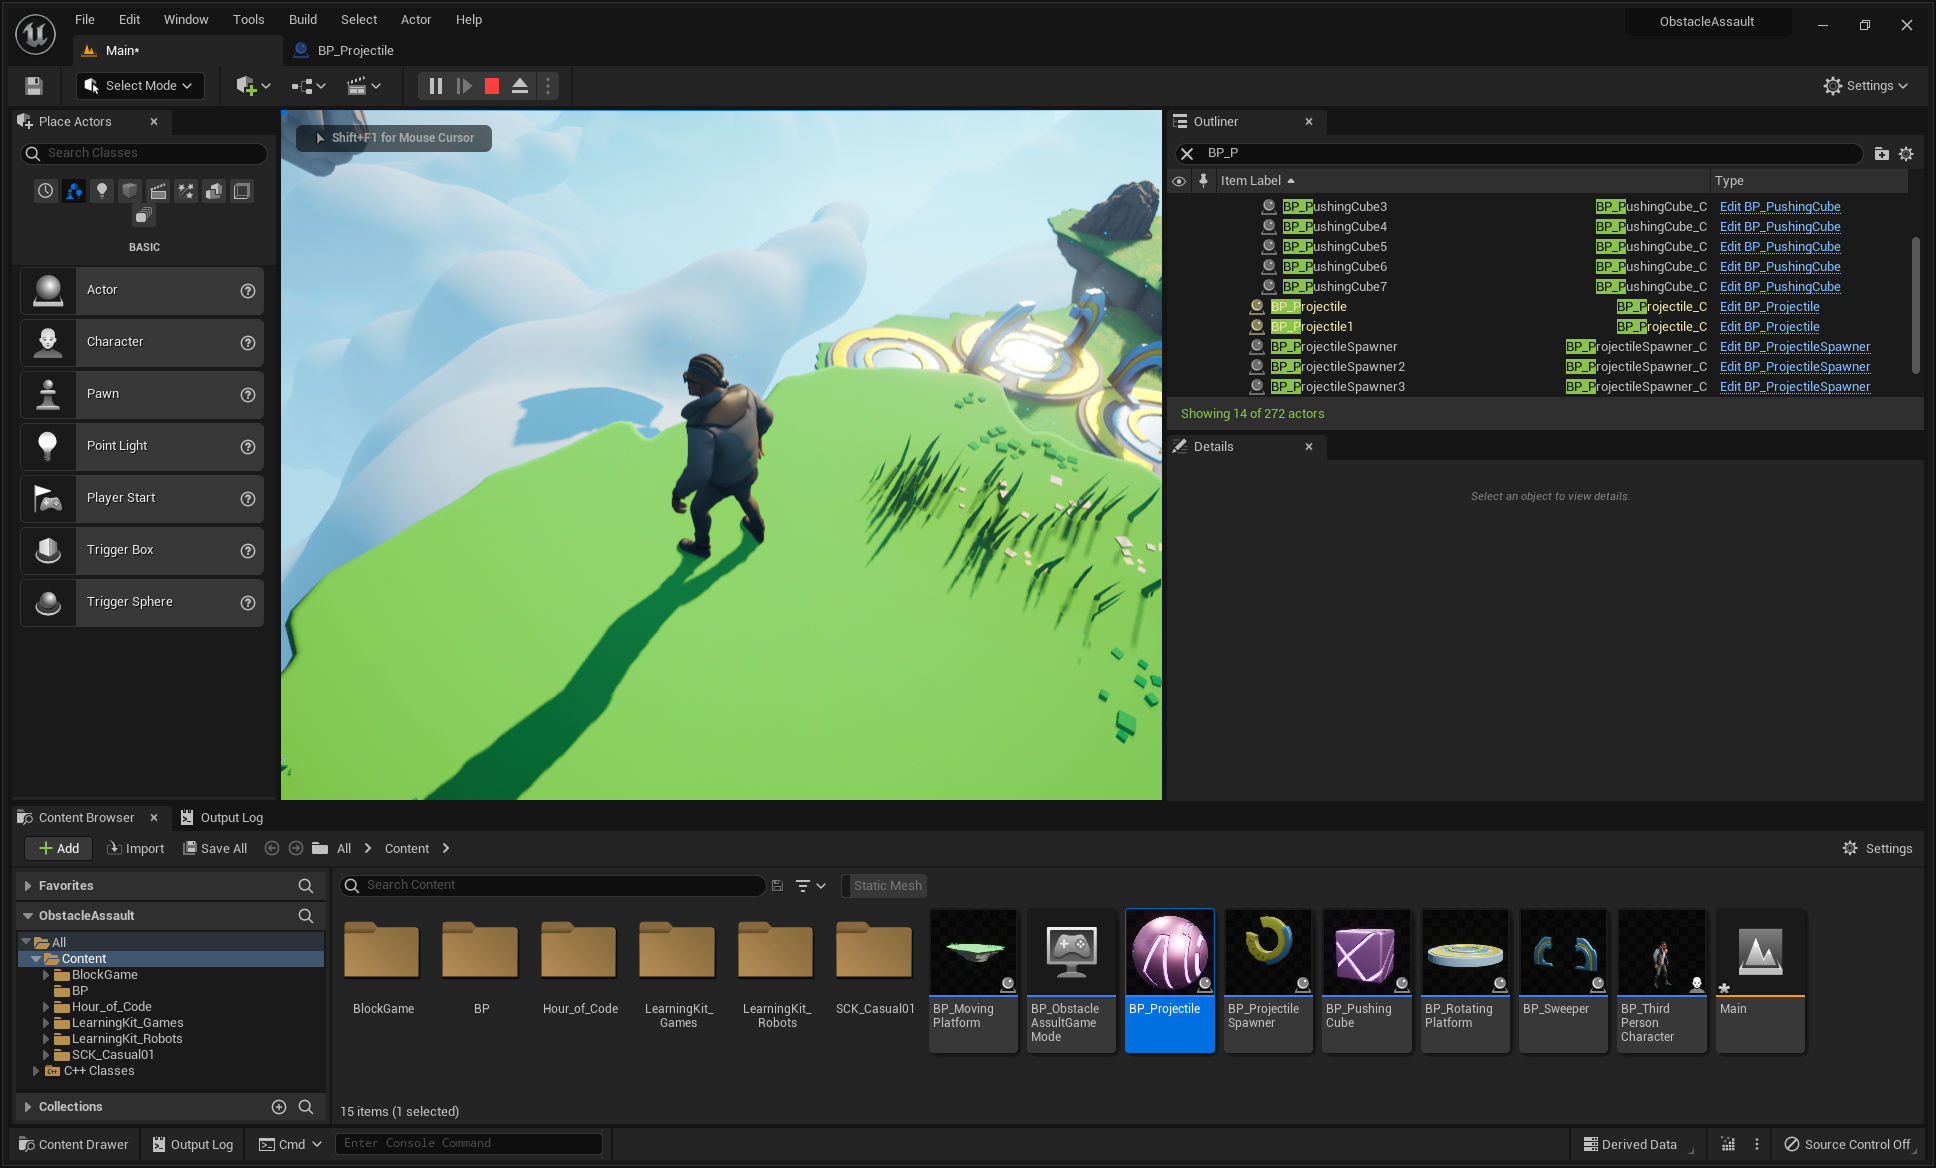 File Edit Window Tools Build Select Actor Help
ObstacleAssault
Main*
BP_Projectile
Select Mode
Settings
Place Actors
Search Classes
BASIC
Actor
Character
Pawn
Point Light
Player Start
Trigger Box
Trigger Sphere
Shift+F1 for Mouse Cursor
Outliner
BP_P
Item Label Type
BP_PushingCube3 BP_PushingCube_C Edit BP_PushingCube
BP_PushingCube4 BP_PushingCube_C Edit BP_PushingCube
BP_PushingCube5 BP_PushingCube_C Edit BP_PushingCube
BP_PushingCube6 BP_PushingCube_C Edit BP_PushingCube
BP_PushingCube7 BP_PushingCube_C Edit BP_PushingCube
BP_Projectile BP_Projectile_C Edit BP_Projectile
BP_Projectile1 BP_Projectile_C Edit BP_Projectile
BP_ProjectileSpawner BP_ProjectileSpawner_C Edit BP_ProjectileSpawner
BP_ProjectileSpawner2 BP_ProjectileSpawner_C Edit BP_ProjectileSpawner
BP_ProjectileSpawner3 BP_ProjectileSpawner_C Edit BP_ProjectileSpawner
Showing 14 of 272 actors
Details
Select an object to view details.
Content Browser
Output Log
Add Import Save All All Content
Settings
Favorites
ObstacleAssault
All
Content
BlockGame
BP
Hour_of_Code
LearningKit_Games
LearningKit_Robots
SCK_Casual01
C++ Classes
Collections
Search Content
Static Mesh
BlockGame
BP
Hour_of_Code
LearningKit_
Games
LearningKit_
Robots
SCK_Casual01
BP_Moving
Platform
BP_Obstacle
AssultGame
Mode
BP_Projectile
BP_Projectile
Spawner
BP_Pushing
Cube
BP_Rotating
Platform
BP_Sweeper
BP_Third
Person
Character
Main
15 items (1 selected)
Content Drawer Output Log Cmd Enter Console Command
Derived Data Source Control Off